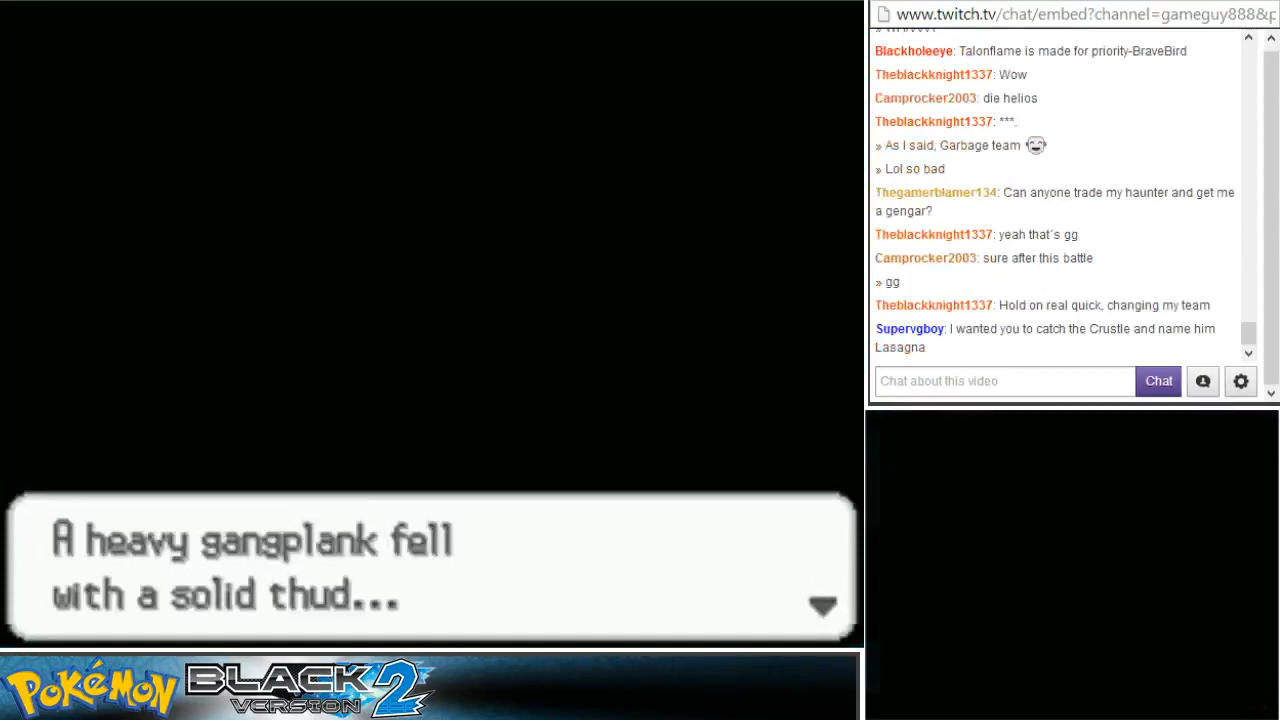 www.twitch.tv/chat/embed?channel=gameguy888&p
Blackholeeye: Talonflame is made for priority-BraveBird
Theblackknight1337: Wow
Camprocker2003: die helios
Theblackknight1337: ***.
» As I said, Garbage team
» Lol so bad
Thegamerblamer134: Can anyone trade my haunter and get me
a gengar?
Theblackknight1337: yeah that´s gg
Camprocker2003: sure after this battle
» gg
Theblackknight1337: Hold on real quick, changing my team
Supervgboy: I wanted you to catch the Crustle and name him
Lasagna
Chat about this video
Chat
A heavy gangplank fell
with a solid thud...
POKéMON BLACK 2
VERSION